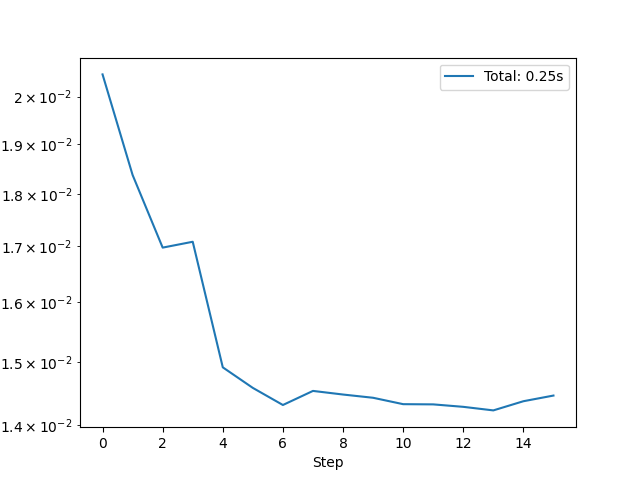 Total: 0.25s
2 × 10⁻²
1.9 × 10⁻²
1.8 × 10⁻²
1.7 × 10⁻²
1.6 × 10⁻²
1.5 × 10⁻²
1.4 × 10⁻²
0 2 4 6 8 10 12 14
Step